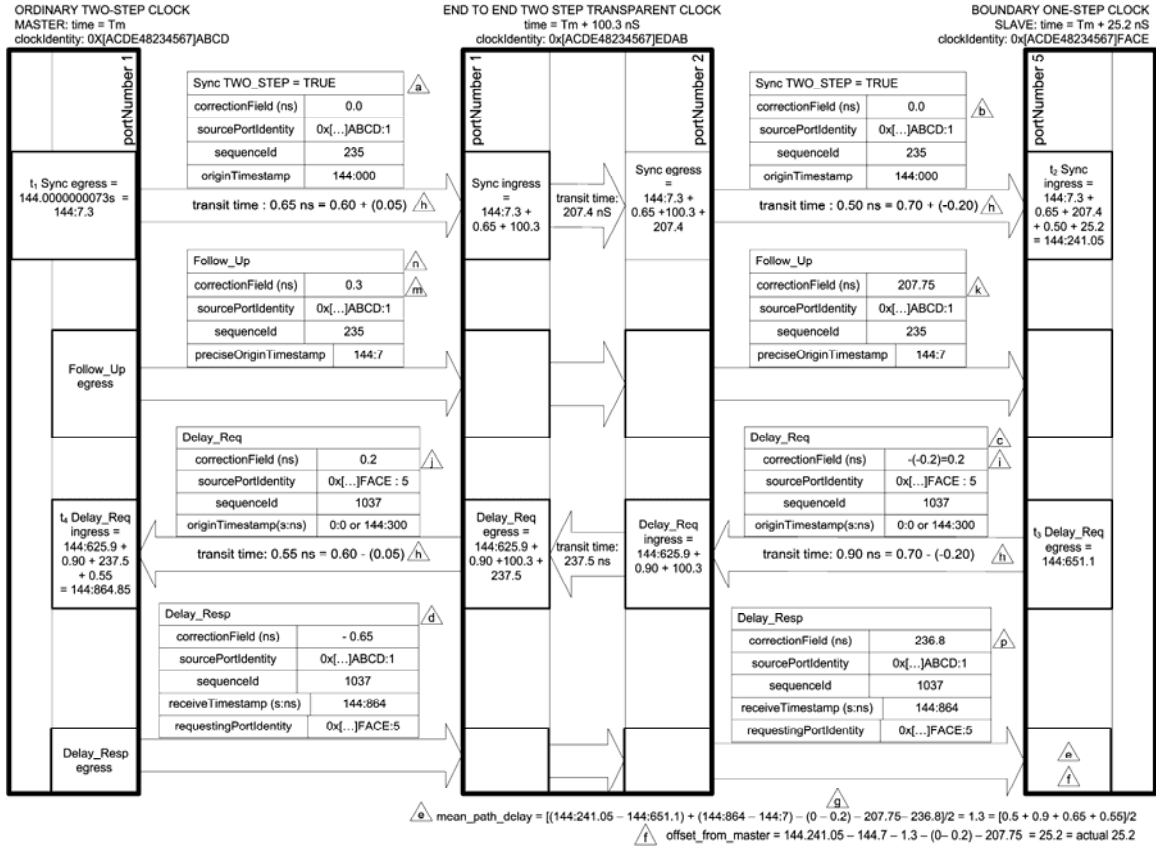 ORDINARY TWO-STEP CLOCK
MASTER: time = Tm
clockIdentity: 0X[ACDE48234567]ABCD
END TO END TWO STEP TRANSPARENT CLOCK
time = Tm + 100.3 nS
clockIdentity: 0x[ACDE48234567]EDAB
BOUNDARY ONE-STEP CLOCK
SLAVE: time = Tm + 25.2 nS
clockIdentity: 0x[ACDE48234567]FACE
portNumber 1
portNumber 1
portNumber 2
portNumber 5
Sync TWO_STEP = TRUE
a
correctionField (ns) 0.0
sourcePortIdentity 0x[...]ABCD:1
sequenceId 235
originTimestamp 144:000
transit time : 0.65 ns = 0.60 + (0.05) h
Sync TWO_STEP = TRUE
correctionField (ns) 0.0
b
sourcePortIdentity 0x[...]ABCD:1
sequenceId 235
originTimestamp 144:000
transit time : 0.50 ns = 0.70 + (-0.20) h
t1 Sync egress =
144.0000000073s =
144:7.3
Sync ingress
=
144:7.3 +
0.65 + 100.3
transit time:
207.4 nS
Sync egress
=
144:7.3 +
0.65 +100.3 +
207.4
t2 Sync
ingress =
144:7.3 +
0.65 + 207.4
+ 0.50 + 25.2
= 144:241.05
Follow_Up
n
correctionField (ns) 0.3
m
sourcePortIdentity 0x[...]ABCD:1
sequenceId 235
preciseOriginTimestamp 144:7
Follow_Up
correctionField (ns) 207.75
k
sourcePortIdentity 0x[...]ABCD:1
sequenceId 235
preciseOriginTimestamp 144:7
Follow_Up
egress
Delay_Req
correctionField (ns) 0.2
j
sourcePortIdentity 0x[...]FACE : 5
sequenceId 1037
originTimestamp(s:ns) 0:0 or 144:300
transit time: 0.55 ns = 0.60 - (0.05) h
Delay_Req
c
correctionField (ns) -(-0.2)=0.2
i
sourcePortIdentity 0x[...]FACE : 5
sequenceId 1037
originTimestamp(s:ns) 0:0 or 144:300
transit time: 0.90 ns = 0.70 - (-0.20) h
t4 Delay_Req
ingress =
144:625.9 +
0.90 + 237.5
+ 0.55
= 144:864.85
Delay_Req
egress =
144:625.9 +
0.90 +100.3 +
237.5
transit time:
237.5 ns
Delay_Req
ingress =
144:625.9 +
0.90 + 100.3
t3 Delay_Req
egress =
144:651.1
Delay_Resp
d
correctionField (ns) - 0.65
sourcePortIdentity 0x[...]ABCD:1
sequenceId 1037
receiveTimestamp (s:ns) 144:864
requestingPortIdentity 0x[...]FACE:5
Delay_Resp
correctionField (ns) 236.8
p
sourcePortIdentity 0x[...]ABCD:1
sequenceId 1037
receiveTimestamp (s:ns) 144:864
requestingPortIdentity 0x[...]FACE:5
Delay_Resp
egress
e
f
g
e mean_path_delay = [(144:241.05 – 144:651.1) + (144:864 – 144:7) – (0 – 0.2) – 207.75– 236.8]/2 = 1.3 = [0.5 + 0.9 + 0.65 + 0.55]/2
f offset_from_master = 144.241.05 – 144.7 – 1.3 – (0– 0.2) – 207.75 = 25.2 = actual 25.2